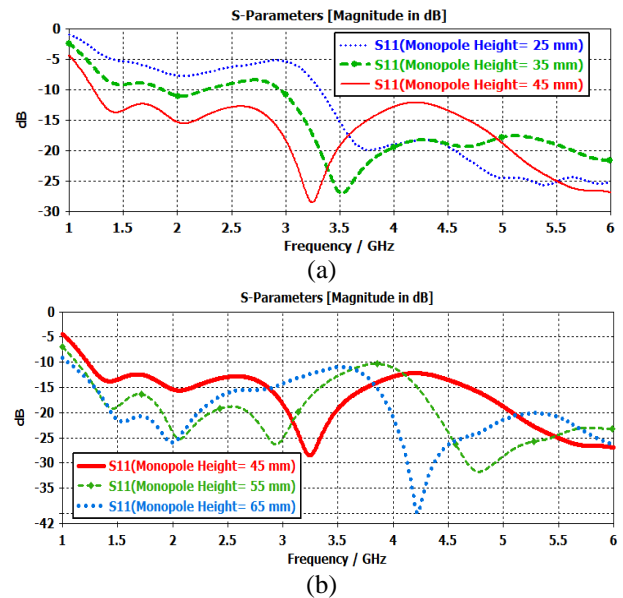 S-Parameters [Magnitude in dB]
0
-5
-10
-15
-20
-25
-30
dB
S11(Monopole Height= 25 mm)
S11(Monopole Height= 35 mm)
S11(Monopole Height= 45 mm)
1 1.5 2 2.5 3 3.5 4 4.5 5 5.5 6
Frequency / GHz
(a)
S-Parameters [Magnitude in dB]
0
-5
-10
-15
-20
-25
-30
-35
-42
dB
S11(Monopole Height= 45 mm)
S11(Monopole Height= 55 mm)
S11(Monopole Height= 65 mm)
1 1.5 2 2.5 3 3.5 4 4.5 5 5.5 6
Frequency / GHz
(b)